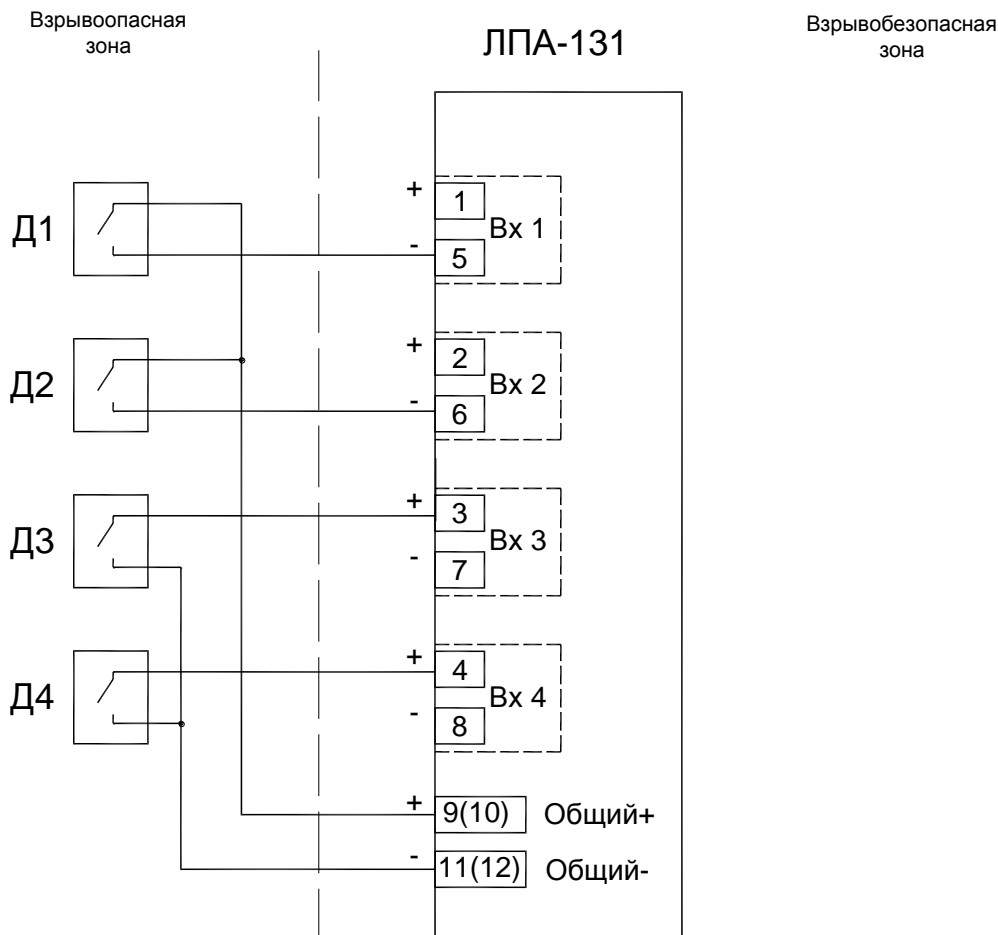 Взрывоопасная
зона
ЛПА-131
Взрывобезопасная
зона
Д1
+
1
Вх 1
-
5
Д2
+
2
Вх 2
-
6
Д3
+
3
Вх 3
-
7
Д4
+
4
Вх 4
-
8
+
9(10) Общий+
-
11(12) Общий-